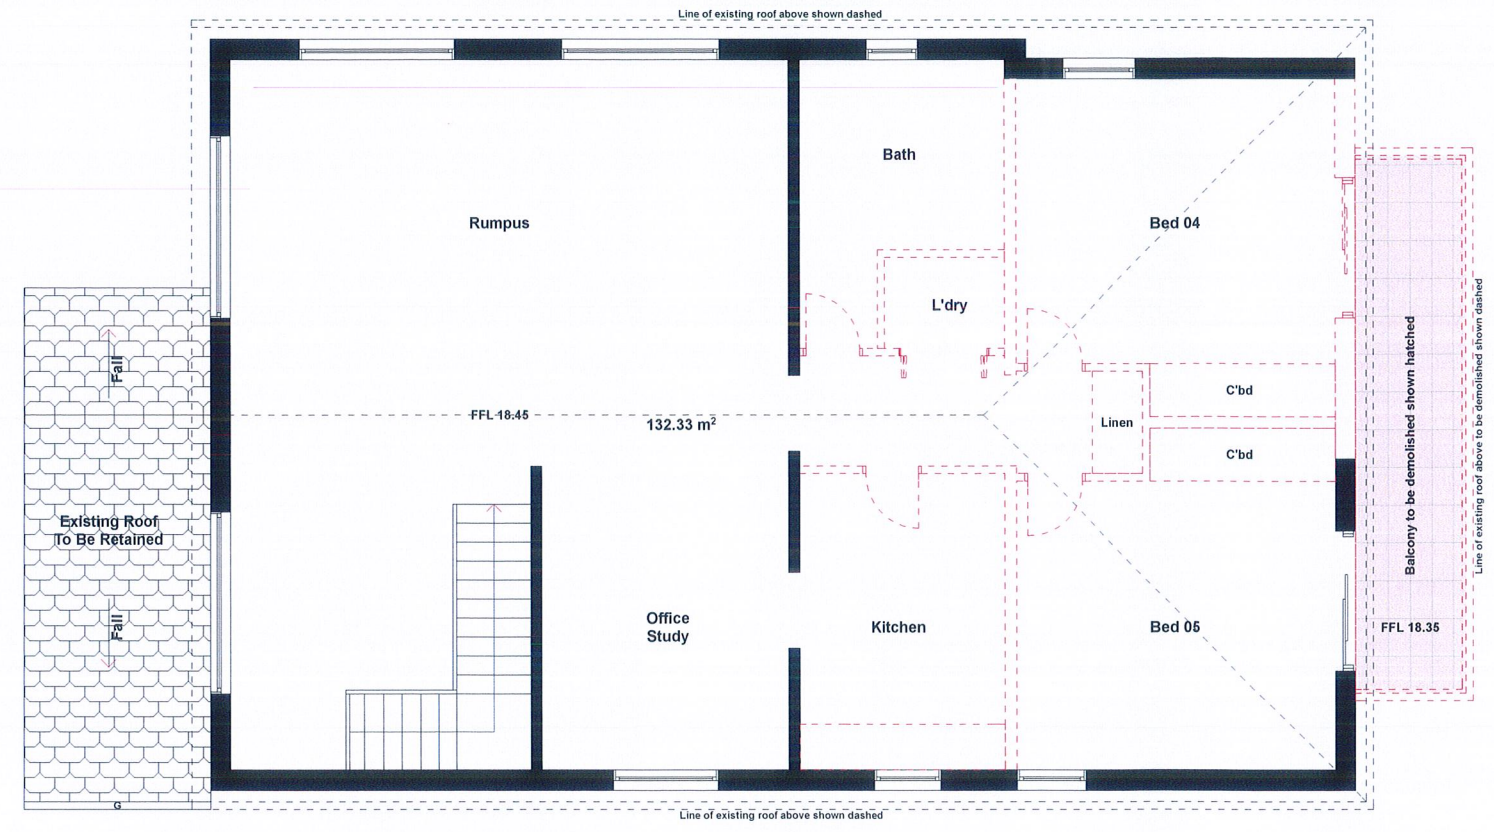 Line of existing roof above shown dashed
Bath
Rumpus
Bed 04
L'dry
Fall
C'bd
FFL 18.45
132.33 m²
Linen
C'bd
Balcony to be demolished shown hatched
Line of existing roof above to be demolished shown dashed
Existing Roof
To Be Retained
Office
Study
Kitchen
Bed 05
FFL 18.35
Fall
G
Line of existing roof above shown dashed